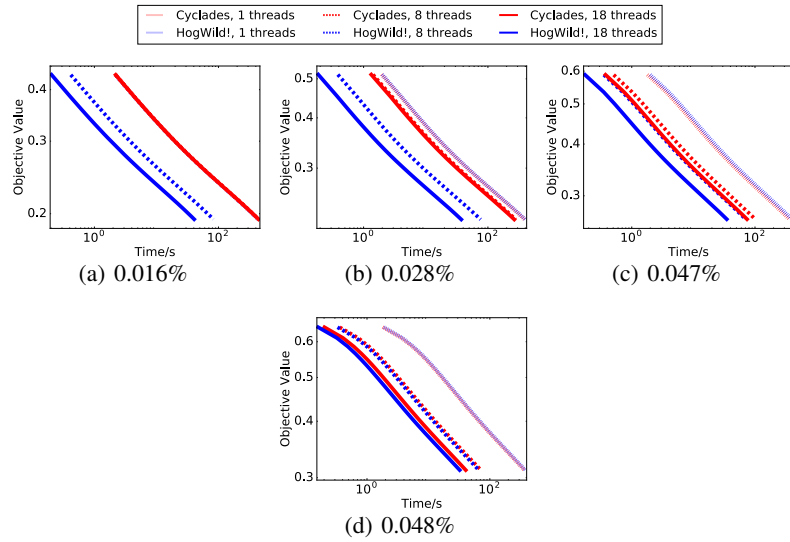 Cyclades, 1 threads
Cyclades, 8 threads
Cyclades, 18 threads
HogWild!, 1 threads
HogWild!, 8 threads
HogWild!, 18 threads
Objective Value
0.4
0.3
0.2
10^0
10^2
Time/s
(a) 0.016%
Objective Value
0.5
0.3
10^0
10^2
Time/s
(b) 0.028%
Objective Value
0.6
0.5
0.4
0.3
10^0
10^2
Time/s
(c) 0.047%
Objective Value
0.6
0.5
0.4
0.3
10^0
10^2
Time/s
(d) 0.048%